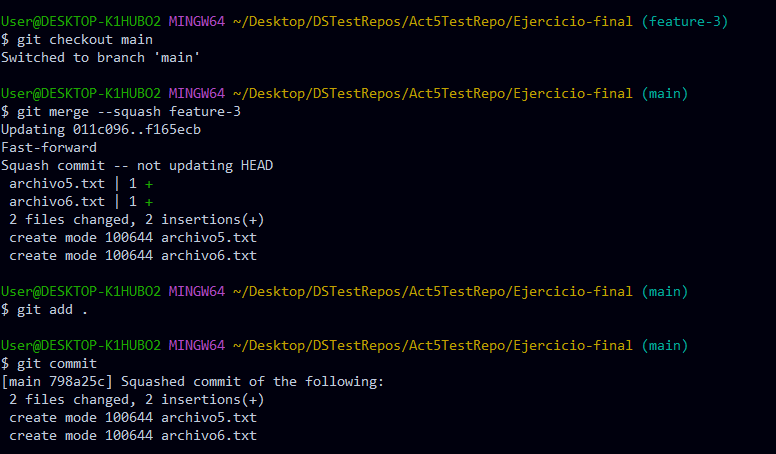 User@DESKTOP-K1HUBO2 MINGW64 ~/Desktop/DSTestRepos/Act5TestRepo/Ejercicio-final (feature-3)
$ git checkout main
Switched to branch 'main'
User@DESKTOP-K1HUBO2 MINGW64 ~/Desktop/DSTestRepos/Act5TestRepo/Ejercicio-final (main)
$ git merge --squash feature-3
Updating 011c096..f165ecb
Fast-forward
Squash commit -- not updating HEAD
 archivo5.txt | 1 +
 archivo6.txt | 1 +
 2 files changed, 2 insertions(+)
 create mode 100644 archivo5.txt
 create mode 100644 archivo6.txt
User@DESKTOP-K1HUBO2 MINGW64 ~/Desktop/DSTestRepos/Act5TestRepo/Ejercicio-final (main)
$ git add .
User@DESKTOP-K1HUBO2 MINGW64 ~/Desktop/DSTestRepos/Act5TestRepo/Ejercicio-final (main)
$ git commit
[main 798a25c] Squashed commit of the following:
 2 files changed, 2 insertions(+)
 create mode 100644 archivo5.txt
 create mode 100644 archivo6.txt